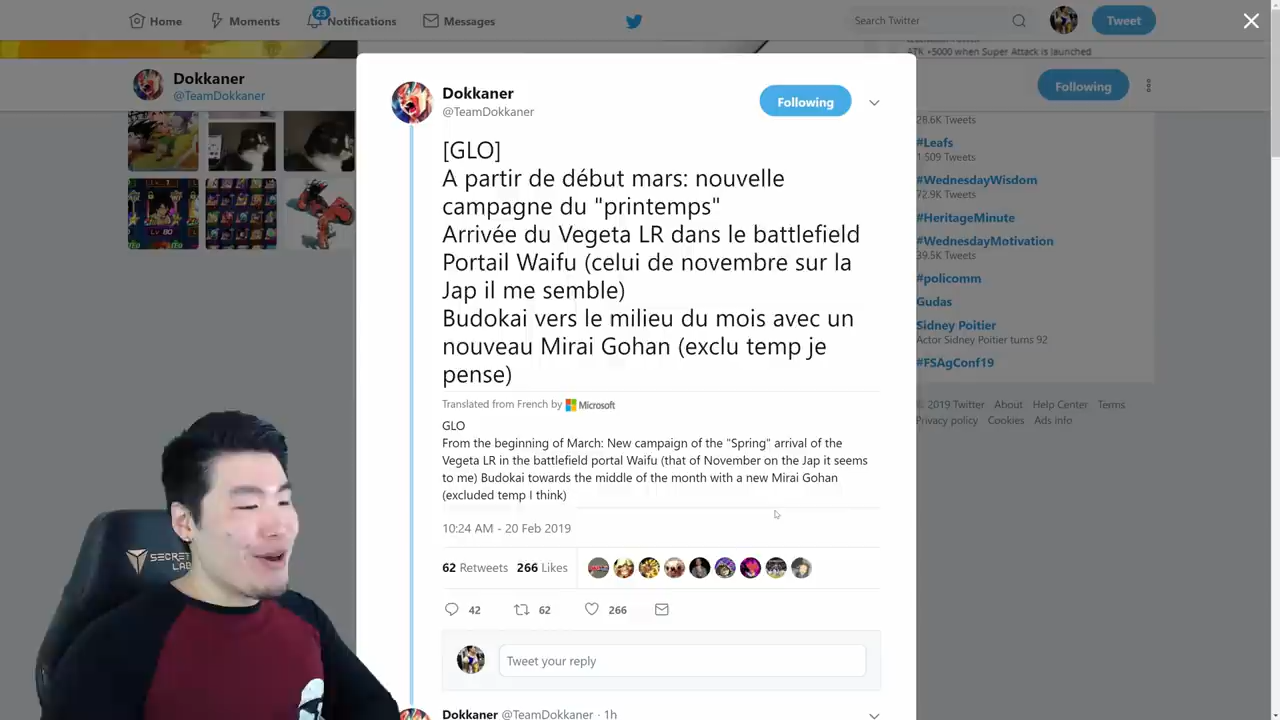 Home
Moments
23
Notifications
Messages
Search Twitter
Tweet
ATK +5000 when Super Attack is launched
Dokkaner
@TeamDokkaner
Following
Dokkaner
@TeamDokkaner
Following
[GLO]
A partir de début mars: nouvelle
campagne du "printemps"
Arrivée du Vegeta LR dans le battlefield
Portail Waifu (celui de novembre sur la
Jap il me semble)
Budokai vers le milieu du mois avec un
nouveau Mirai Gohan (exclu temp je
pense)
Translated from French by Microsoft
GLO
From the beginning of March: New campaign of the "Spring" arrival of the
Vegeta LR in the battlefield portal Waifu (that of November on the Jap it seems
to me) Budokai towards the middle of the month with a new Mirai Gohan
(excluded temp I think)
10:24 AM - 20 Feb 2019
62 Retweets 266 Likes
42 62 266
Tweet your reply
Dokkaner @TeamDokkaner · 1h
28.6K Tweets
#Leafs
1 509 Tweets
#WednesdayWisdom
72.9K Tweets
#HeritageMinute
#WednesdayMotivation
39.5K Tweets
#policomm
Gudas
Sidney Poitier
Actor Sidney Poitier turns 92
#FSAgConf19
© 2019 Twitter About Help Center Terms
Privacy policy Cookies Ads info
Lv 80
SECRET
LAB